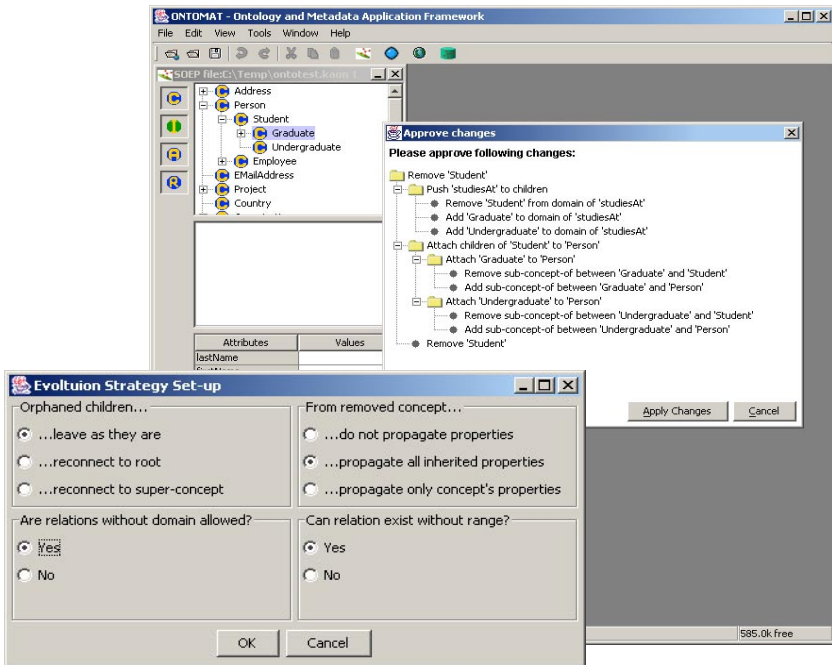 ONTOMAT - Ontology and Metadata Application Framework
File Edit View Tools Window Help
SOEP file:C:\Temp\ontotest.kaon
Address
Person
Student
Graduate
Undergraduate
Employee
EMailAddress
Project
Country
Attributes Values
lastName
Approve changes
Please approve following changes:
Remove 'Student'
Push 'studiesAt' to children
Remove 'Student' from domain of 'studiesAt'
Add 'Graduate' to domain of 'studiesAt'
Add 'Undergraduate' to domain of 'studiesAt'
Attach children of 'Student' to 'Person'
Attach 'Graduate' to 'Person'
Remove sub-concept-of between 'Graduate' and 'Student'
Add sub-concept-of between 'Graduate' and 'Person'
Attach 'Undergraduate' to 'Person'
Remove sub-concept-of between 'Undergraduate' and 'Student'
Add sub-concept-of between 'Undergraduate' and 'Person'
Remove 'Student'
Apply Changes Cancel
Evoltuion Strategy Set-up
Orphaned children...
...leave as they are
...reconnect to root
...reconnect to super-concept
From removed concept...
...do not propagate properties
...propagate all inherited properties
...propagate only concept's properties
Are relations without domain allowed?
Yes
No
Can relation exist without range?
Yes
No
OK Cancel
585.0k free